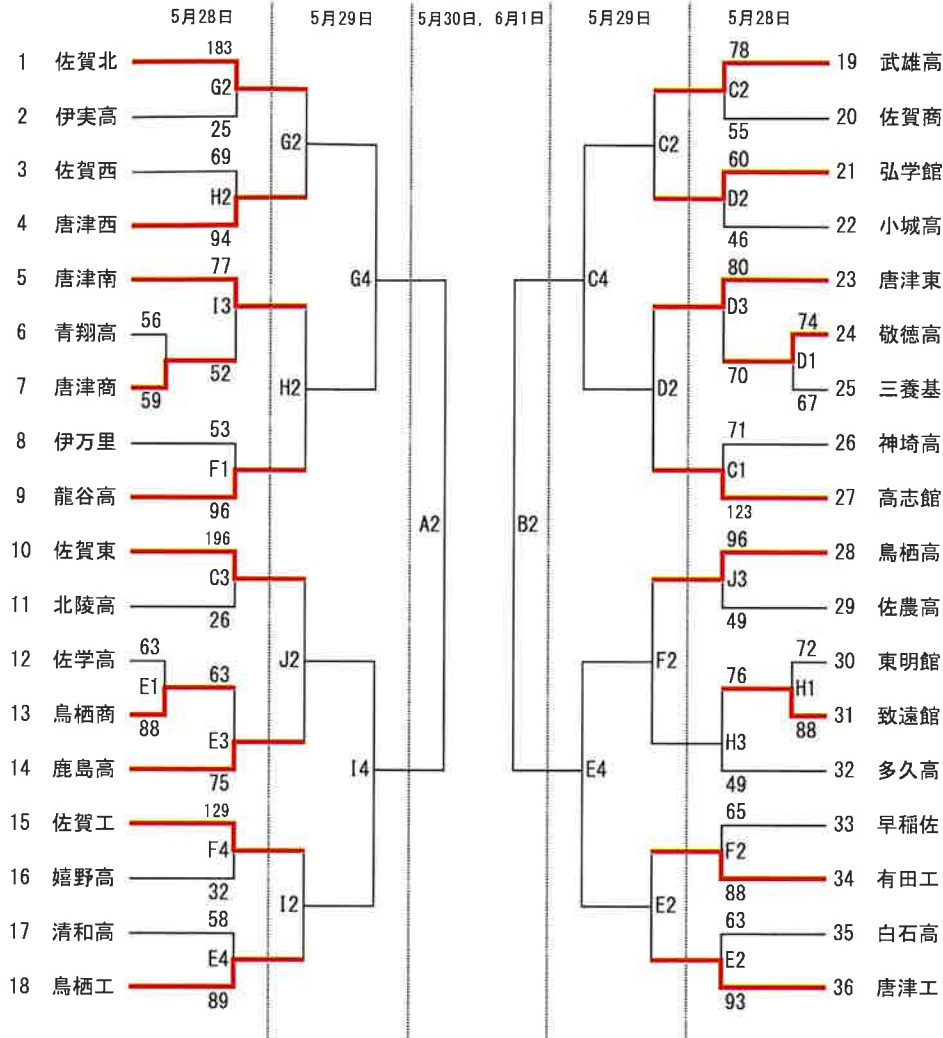 5月28日 5月29日 5月30日，6月1日 5月29日 5月28日
1 佐賀北 183
G2
2 伊実高 25
3 佐賀西 69
H2
4 唐津西 94
G2
5 唐津南 77
I3
6 青翔高 56
7 唐津商 59
52
H2
8 伊万里 53
F1
9 龍谷高 96
G4
10 佐賀東 196
C3
11 北陵高 26
12 佐学高 63
E1
13 鳥栖商 88
63
E3
14 鹿島高 75
J2
15 佐賀工 129
F4
16 嬉野高 32
17 清和高 58
E4
18 鳥栖工 89
I2
I4
A2
B2
78 19 武雄高
C2
55 20 佐賀商
60 21 弘学館
D2
46 22 小城高
C2
80 23 唐津東
D3
74 24 敬徳高
D1
67 25 三養基
70
71 26 神埼高
C1
123 27 高志館
D2
C4
96 28 鳥栖高
J3
49 29 佐農高
72 30 東明館
H1
88 31 致遠館
76
H3
49 32 多久高
F2
65 33 早稲佐
F2
88 34 有田工
63 35 白石高
E2
93 36 唐津工
E2
E4